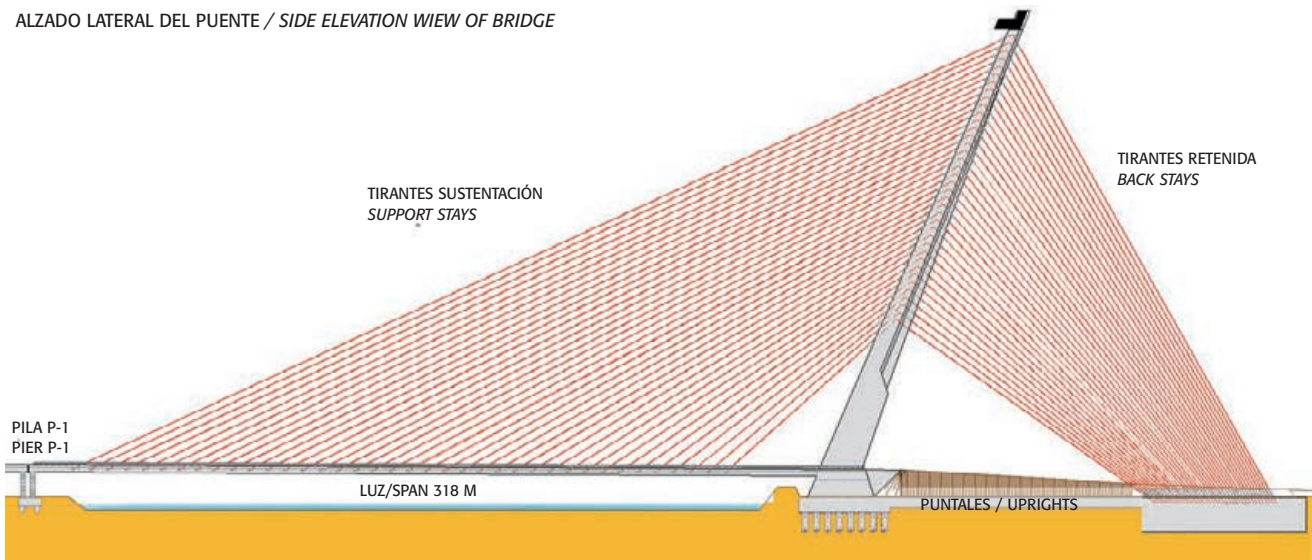 ALZADO LATERAL DEL PUENTE / SIDE ELEVATION WIEW OF BRIDGE
TIRANTES RETENIDA
BACK STAYS
TIRANTES SUSTENTACIÓN
SUPPORT STAYS
PILA P-1
PIER P-1
LUZ/SPAN 318 M
PUNTALES / UPRIGHTS